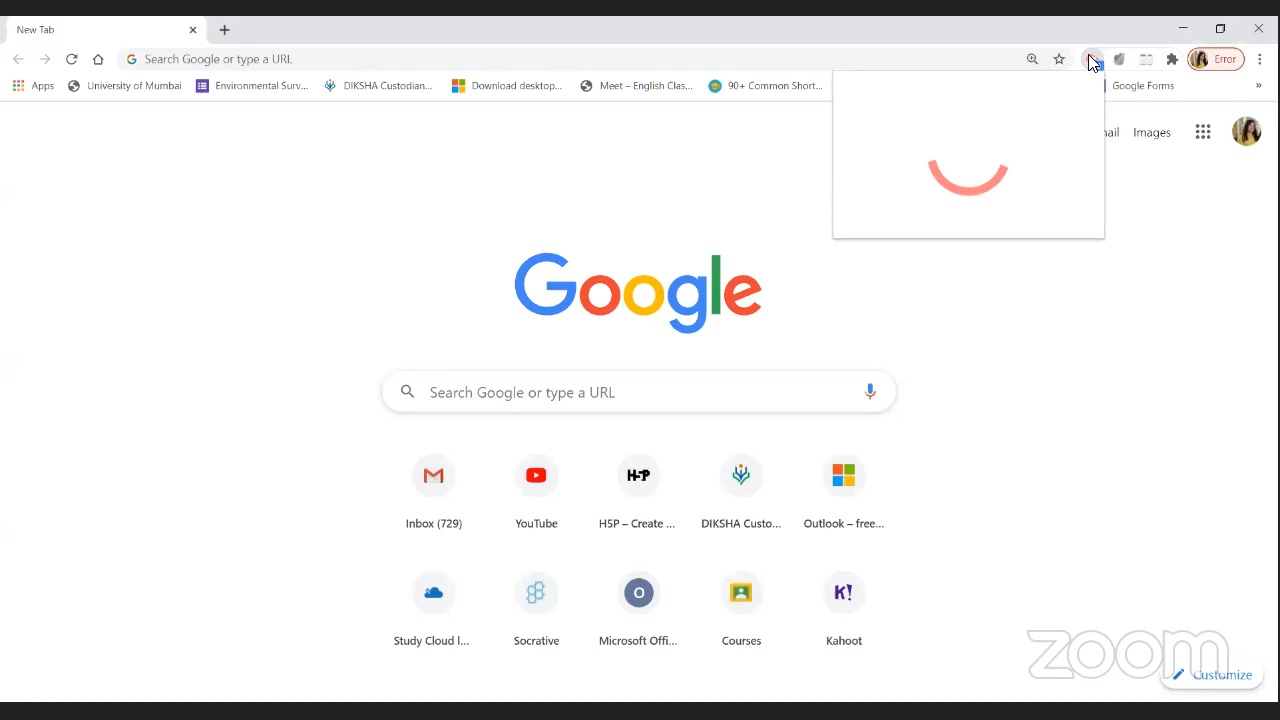 New Tab
Search Google or type a URL
Error
Apps
University of Mumbai
Environmental Surv...
DIKSHA Custodian...
Download desktop...
Meet – English Clas...
90+ Common Short...
Google Forms
»
Images
Google
Search Google or type a URL
H-P
Inbox (729)
YouTube
H5P – Create ...
DIKSHA Custo...
Outlook – free...
O
K!
Study Cloud l...
Socrative
Microsoft Offi...
Courses
Kahoot
zoom
Customize